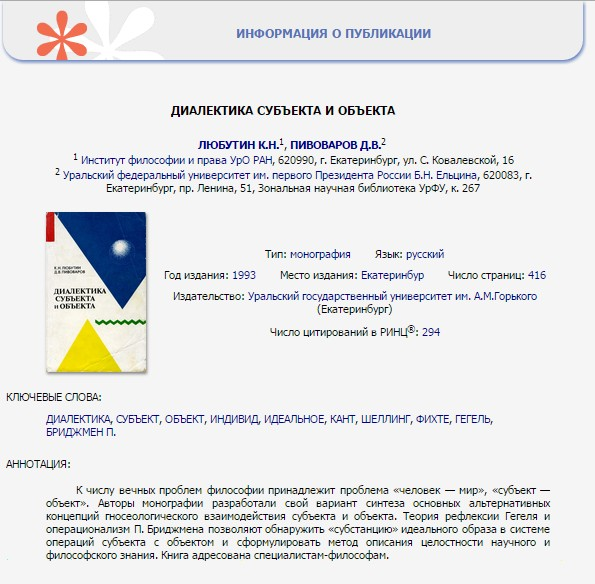 ИНФОРМАЦИЯ О ПУБЛИКАЦИИ
ДИАЛЕКТИКА СУБЪЕКТА И ОБЪЕКТА
ЛЮБУТИН К.Н.1, ПИВОВАРОВ Д.В.2
1 Институт философии и права УрО РАН, 620990, г. Екатеринбург, ул. С. Ковалевской, 16
2 Уральский федеральный университет им. первого Президента России Б.Н. Ельцина, 620083, г.
Екатеринбург, пр. Ленина, 51, Зональная научная библиотека УрФУ, к. 267
К.Н. ЛЮБУТИН
Д.В. ПИВОВАРОВ
ДИАЛЕКТИКА
СУБЪЕКТА
и ОБЪЕКТА
Тип: монография Язык: русский
Год издания: 1993 Место издания: Екатеринбур Число страниц: 416
Издательство: Уральский государственный университет им. А.М.Горького
(Екатеринбург)
Число цитирований в РИНЦ®: 294
КЛЮЧЕВЫЕ СЛОВА:
ДИАЛЕКТИКА, СУБЪЕКТ, ОБЪЕКТ, ИНДИВИД, ИДЕАЛЬНОЕ, КАНТ, ШЕЛЛИНГ, ФИХТЕ, ГЕГЕЛЬ,
БРИДЖМЕН П.
АННОТАЦИЯ:
К числу вечных проблем философии принадлежит проблема «человек — мир», «субъект —
объект». Авторы монографии разработали свой вариант синтеза основных альтернативных
концепций гносеологического взаимодействия субъекта и объекта. Теория рефлексии Гегеля и
операционализм П. Бриджмена позволяют обнаружить «субстанцию» идеального образа в системе
операций субъекта с объектом и сформулировать метод описания целостности научного и
философского знания. Книга адресована специалистам-философам.